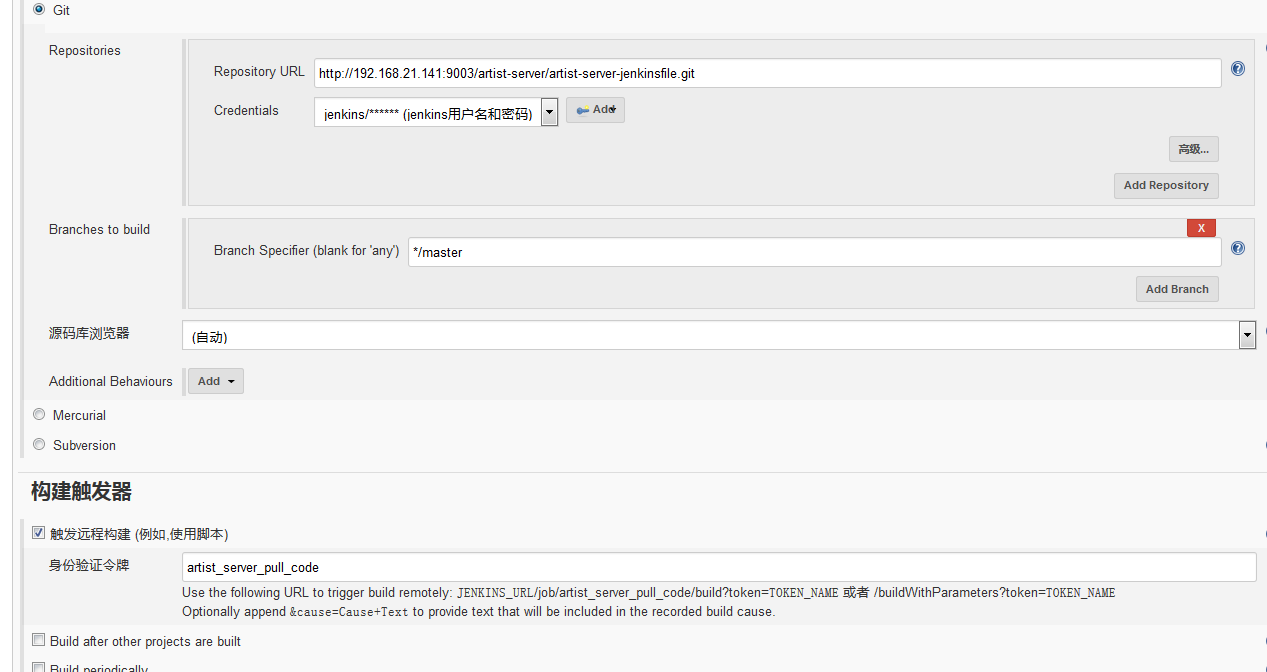 Git
Repositories
Repository URL http://192.168.21.141:9003/artist-server/artist-server-jenkinsfile.git
Credentials jenkins/****** (jenkins用户名和密码) Add
高级...
Add Repository
Branches to build
X
Branch Specifier (blank for 'any') */master
Add Branch
源码库浏览器 (自动)
Additional Behaviours Add
Mercurial
Subversion
构建触发器
触发远程构建 (例如,使用脚本)
身份验证令牌 artist_server_pull_code
Use the following URL to trigger build remotely: JENKINS_URL/job/artist_server_pull_code/build?token=TOKEN_NAME 或者 /buildWithParameters?token=TOKEN_NAME
Optionally append &cause=Cause+Text to provide text that will be included in the recorded build cause.
Build after other projects are built
Build periodically